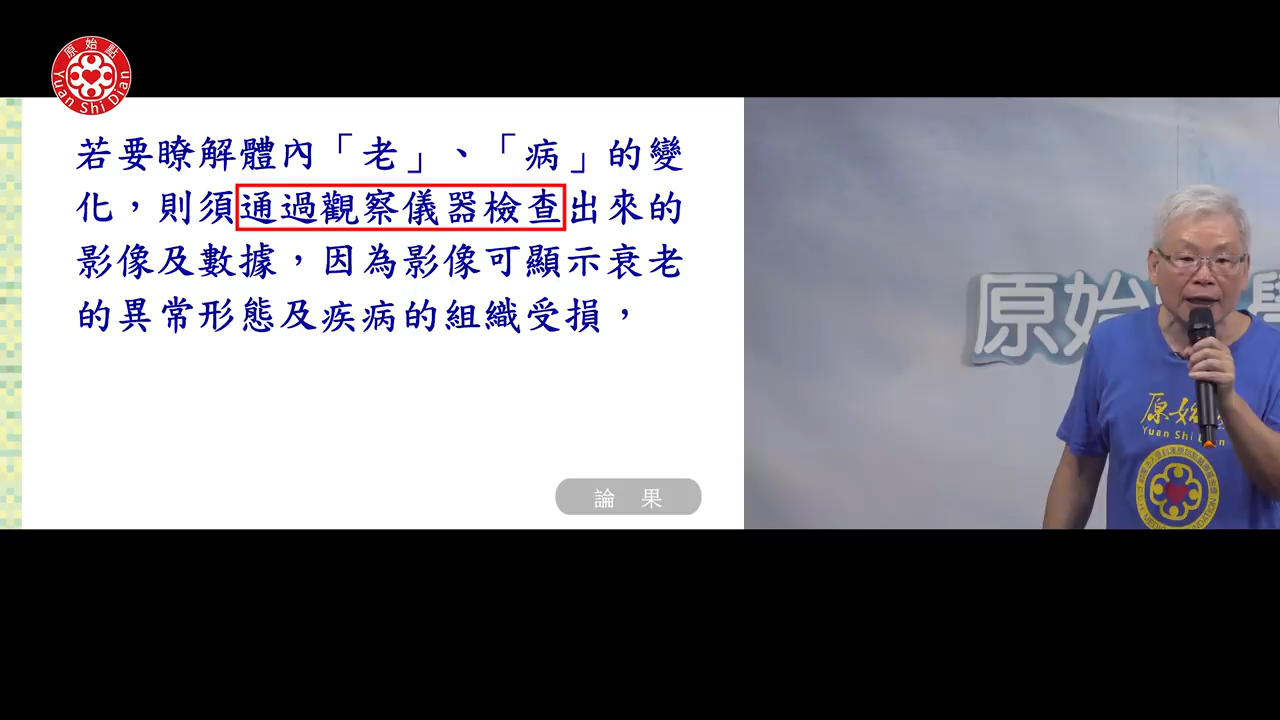 原始點
Yuan Shi Dian
若要瞭解體內「老」、「病」的變
化,則須通過觀察儀器檢查出來的
影像及數據,因為影像可顯示衰老
的異常形態及疾病的組織受損,
論 果
原始
原始
Yuan Shi Dian